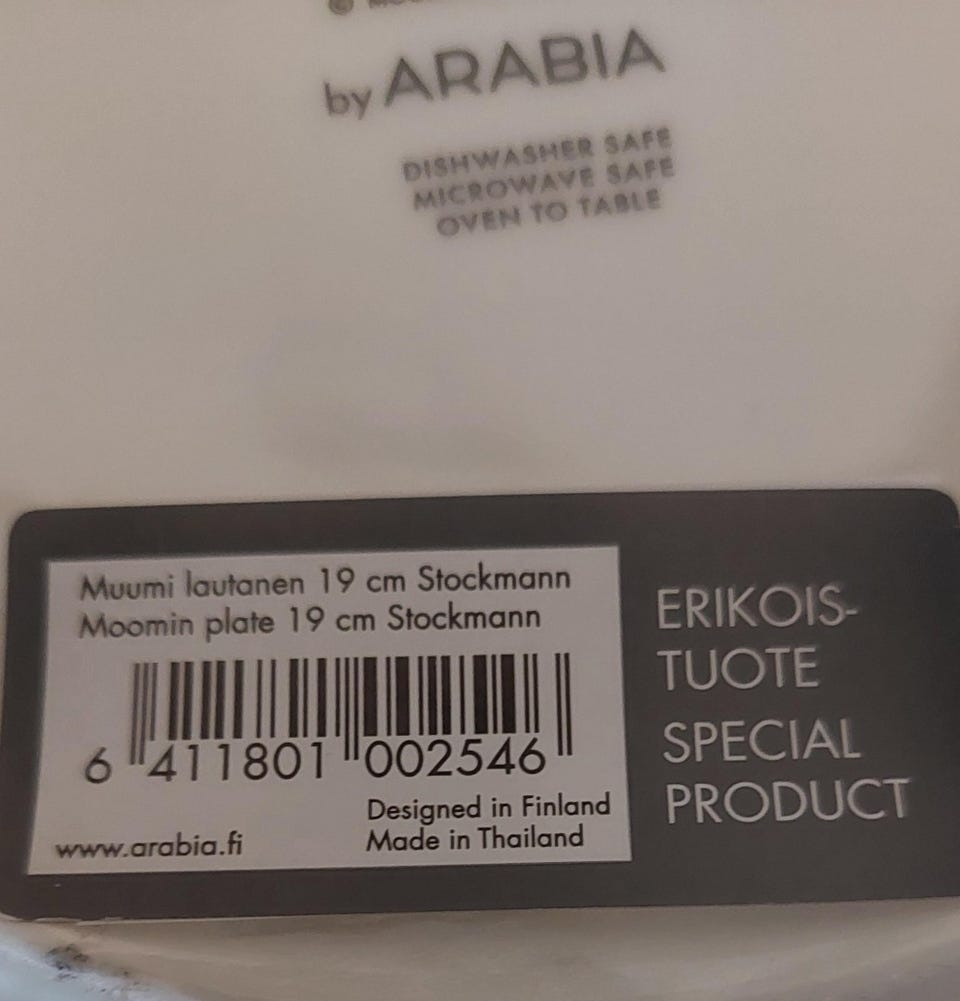 ©
by ARABIA
DISHWASHER SAFE
MICROWAVE SAFE
OVEN TO TABLE
Muumi lautanen 19 cm Stockmann
Moomin plate 19 cm Stockmann
6 411801 002546
Designed in Finland
Made in Thailand
www.arabia.fi
ERIKOIS-
TUOTE
SPECIAL
PRODUCT